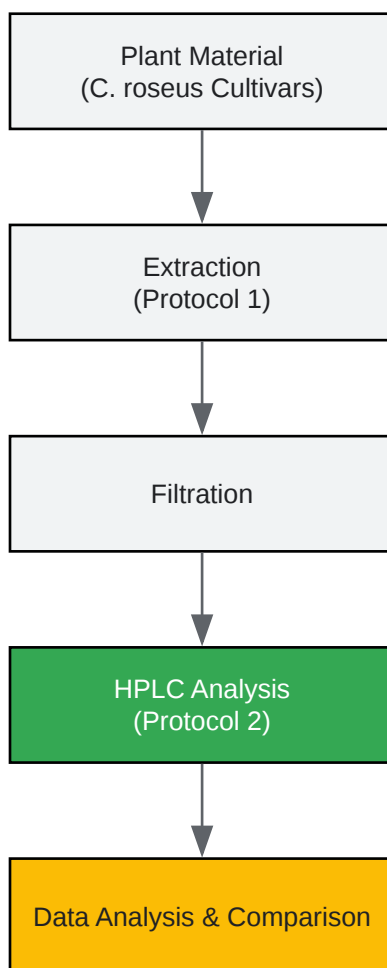 Plant Material
(C. roseus Cultivars)
Extraction
(Protocol 1)
Filtration
HPLC Analysis
(Protocol 2)
Data Analysis & Comparison